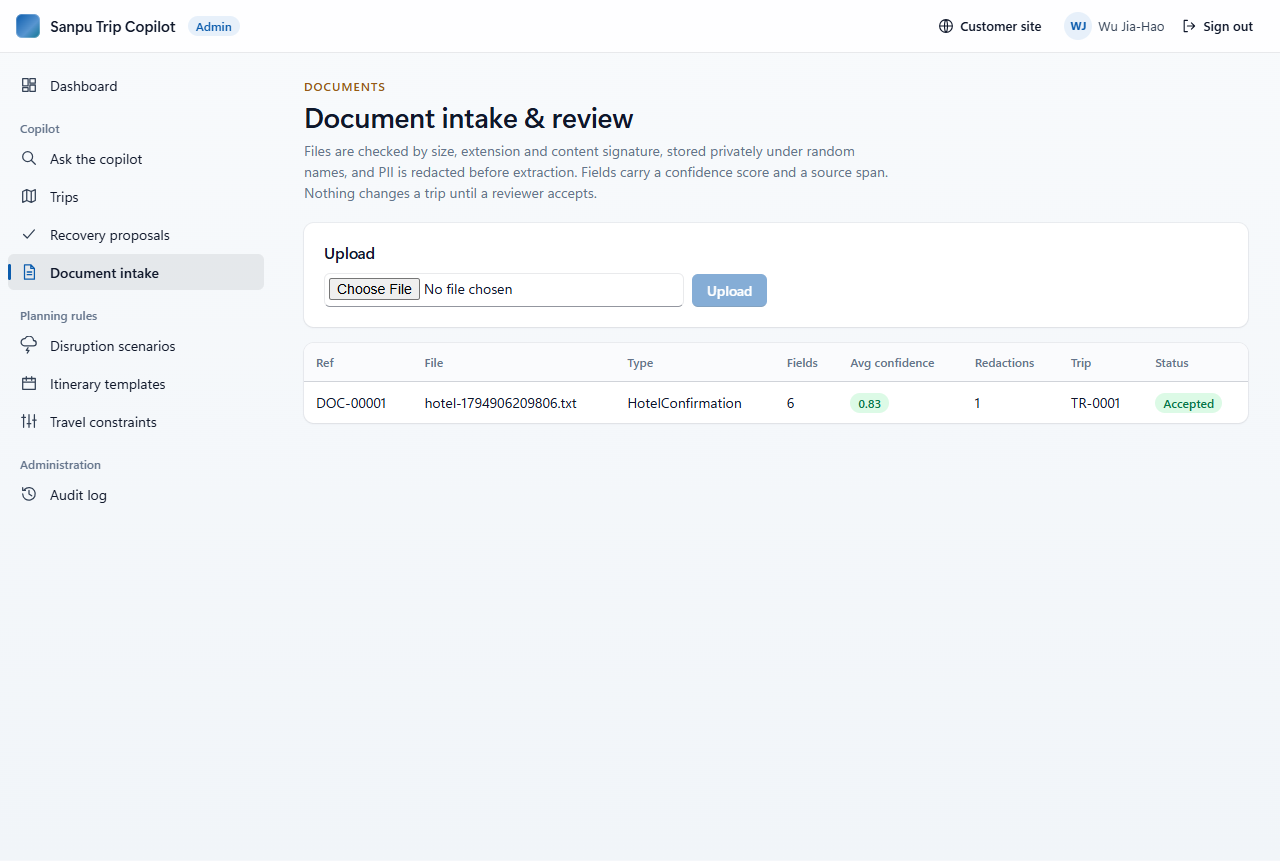 Sanpu Trip Copilot Admin
Customer site WJ Wu Jia-Hao Sign out
Dashboard
Copilot
Ask the copilot
Trips
Recovery proposals
Document intake
Planning rules
Disruption scenarios
Itinerary templates
Travel constraints
Administration
Audit log
DOCUMENTS
Document intake & review
Files are checked by size, extension and content signature, stored privately under random
names, and PII is redacted before extraction. Fields carry a confidence score and a source span.
Nothing changes a trip until a reviewer accepts.
Upload
Choose File No file chosen Upload
Ref File Type Fields Avg confidence Redactions Trip Status
DOC-00001 hotel-1794906209806.txt HotelConfirmation 6 0.83 1 TR-0001 Accepted